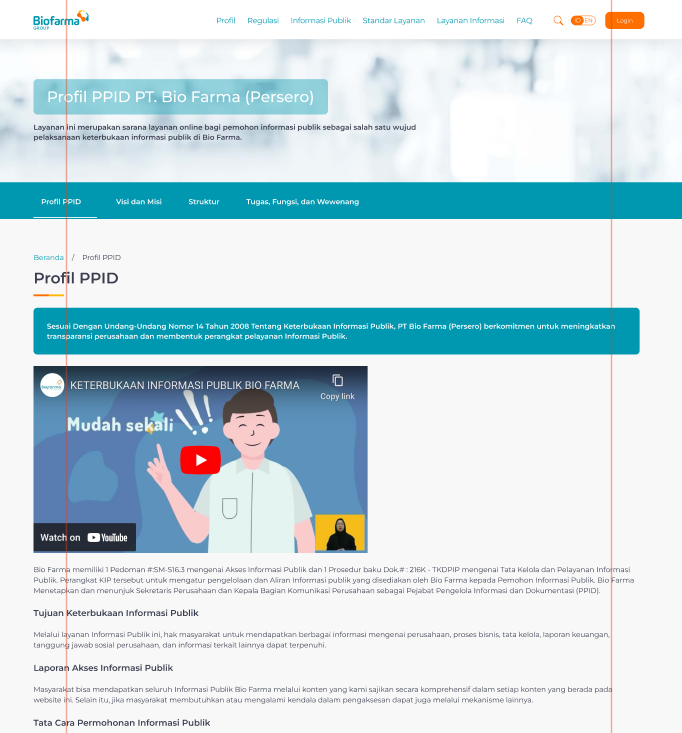 Biofarma
GROUP
Profil Regulasi Informasi Publik Standar Layanan Layanan Informasi FAQ ID EN Login
Profil PPID PT. Bio Farma (Persero)
Layanan ini merupakan sarana layanan online bagi pemohon informasi publik sebagai salah satu wujud
pelaksanaan keterbukaan informasi publik di Bio Farma.
Profil PPID Visi dan Misi Struktur Tugas, Fungsi, dan Wewenang
Beranda / Profil PPID
Profil PPID
Sesuai Dengan Undang-Undang Nomor 14 Tahun 2008 Tentang Keterbukaan Informasi Publik, PT Bio Farma (Persero) berkomitmen untuk meningkatkan
transparansi perusahaan dan membentuk perangkat pelayanan Informasi Publik.
KETERBUKAAN INFORMASI PUBLIK BIO FARMA
Copy link
Mudah sekali
Watch on YouTube
Bio Farma memiliki 1 Pedoman #:SM-S16.3 mengenai Akses Informasi Publik dan 1 Prosedur baku Dok.# : 216K - TKDPIP mengenai Tata Kelola dan Pelayanan Informasi
Publik. Perangkat KIP tersebut untuk mengatur pengelolaan dan Aliran Informasi publik yang disediakan oleh Bio Farma kepada Pemohon Informasi Publik. Bio Farma
Menetapkan dan menunjuk Sekretaris Perusahaan dan Kepala Bagian Komunikasi Perusahaan sebagai Pejabat Pengelola Informasi dan Dokumentasi (PPID).
Tujuan Keterbukaan Informasi Publik
Melalui layanan Informasi Publik ini, hak masyarakat untuk mendapatkan berbagai informasi mengenai perusahaan, proses bisnis, tata kelola, laporan keuangan,
tanggung jawab sosial perusahaan, dan informasi terkait lainnya dapat terpenuhi.
Laporan Akses Informasi Publik
Masyarakat bisa mendapatkan seluruh Informasi Publik Bio Farma melalui konten yang kami sajikan secara komprehensif dalam setiap konten yang berada pada
website ini. Selain itu, jika masyarakat membutuhkan atau mengalami kendala dalam pengaksesan dapat juga melalui mekanisme lainnya.
Tata Cara Permohonan Informasi Publik